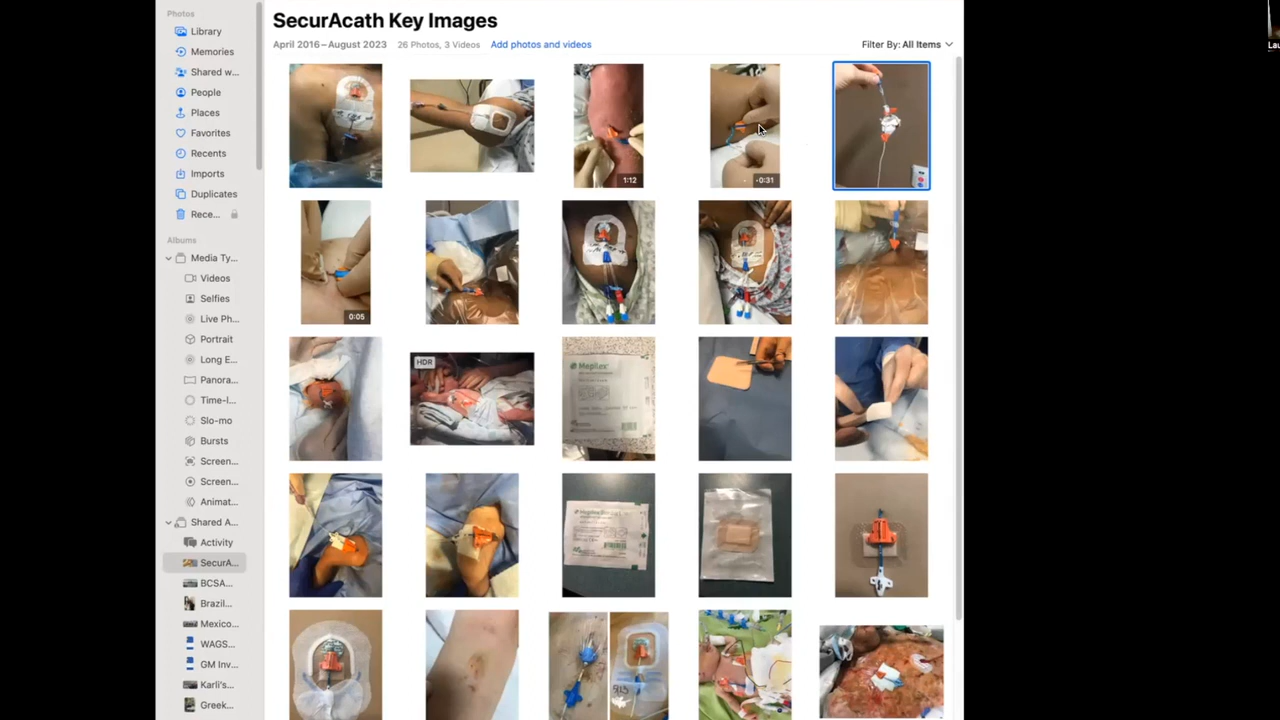 Photos
Library
Memories
Shared w...
People
Places
Favorites
Recents
Imports
Duplicates
Rece...
Albums
Media Ty...
Videos
Selfies
Live Ph...
Portrait
Long E...
Panora...
Time-l...
Slo-mo
Bursts
Screen...
Screen...
Animat...
Shared A...
Activity
SecurA...
BCSA...
Brazil...
Mexico...
WAGS...
GM Inv...
Karli's...
Greek...
SecurAcath Key Images
April 2016–August 2023 26 Photos, 3 Videos Add photos and videos
Filter By: All Items
1:12
-0:31
0:05
HDR
Mepilex
Mepilex
Lau